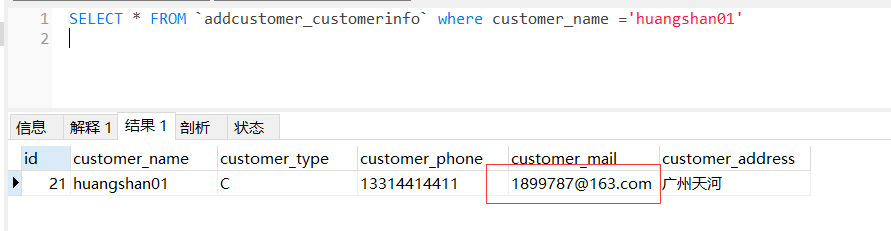 1 SELECT * FROM `addcustomer_customerinfo` where customer_name ='huangshan01'
2
信息 解释 1 结果 1 剖析 状态
id customer_name customer_type customer_phone customer_mail customer_address
21 huangshan01 C 13314414411 1899787@163.com 广州天河